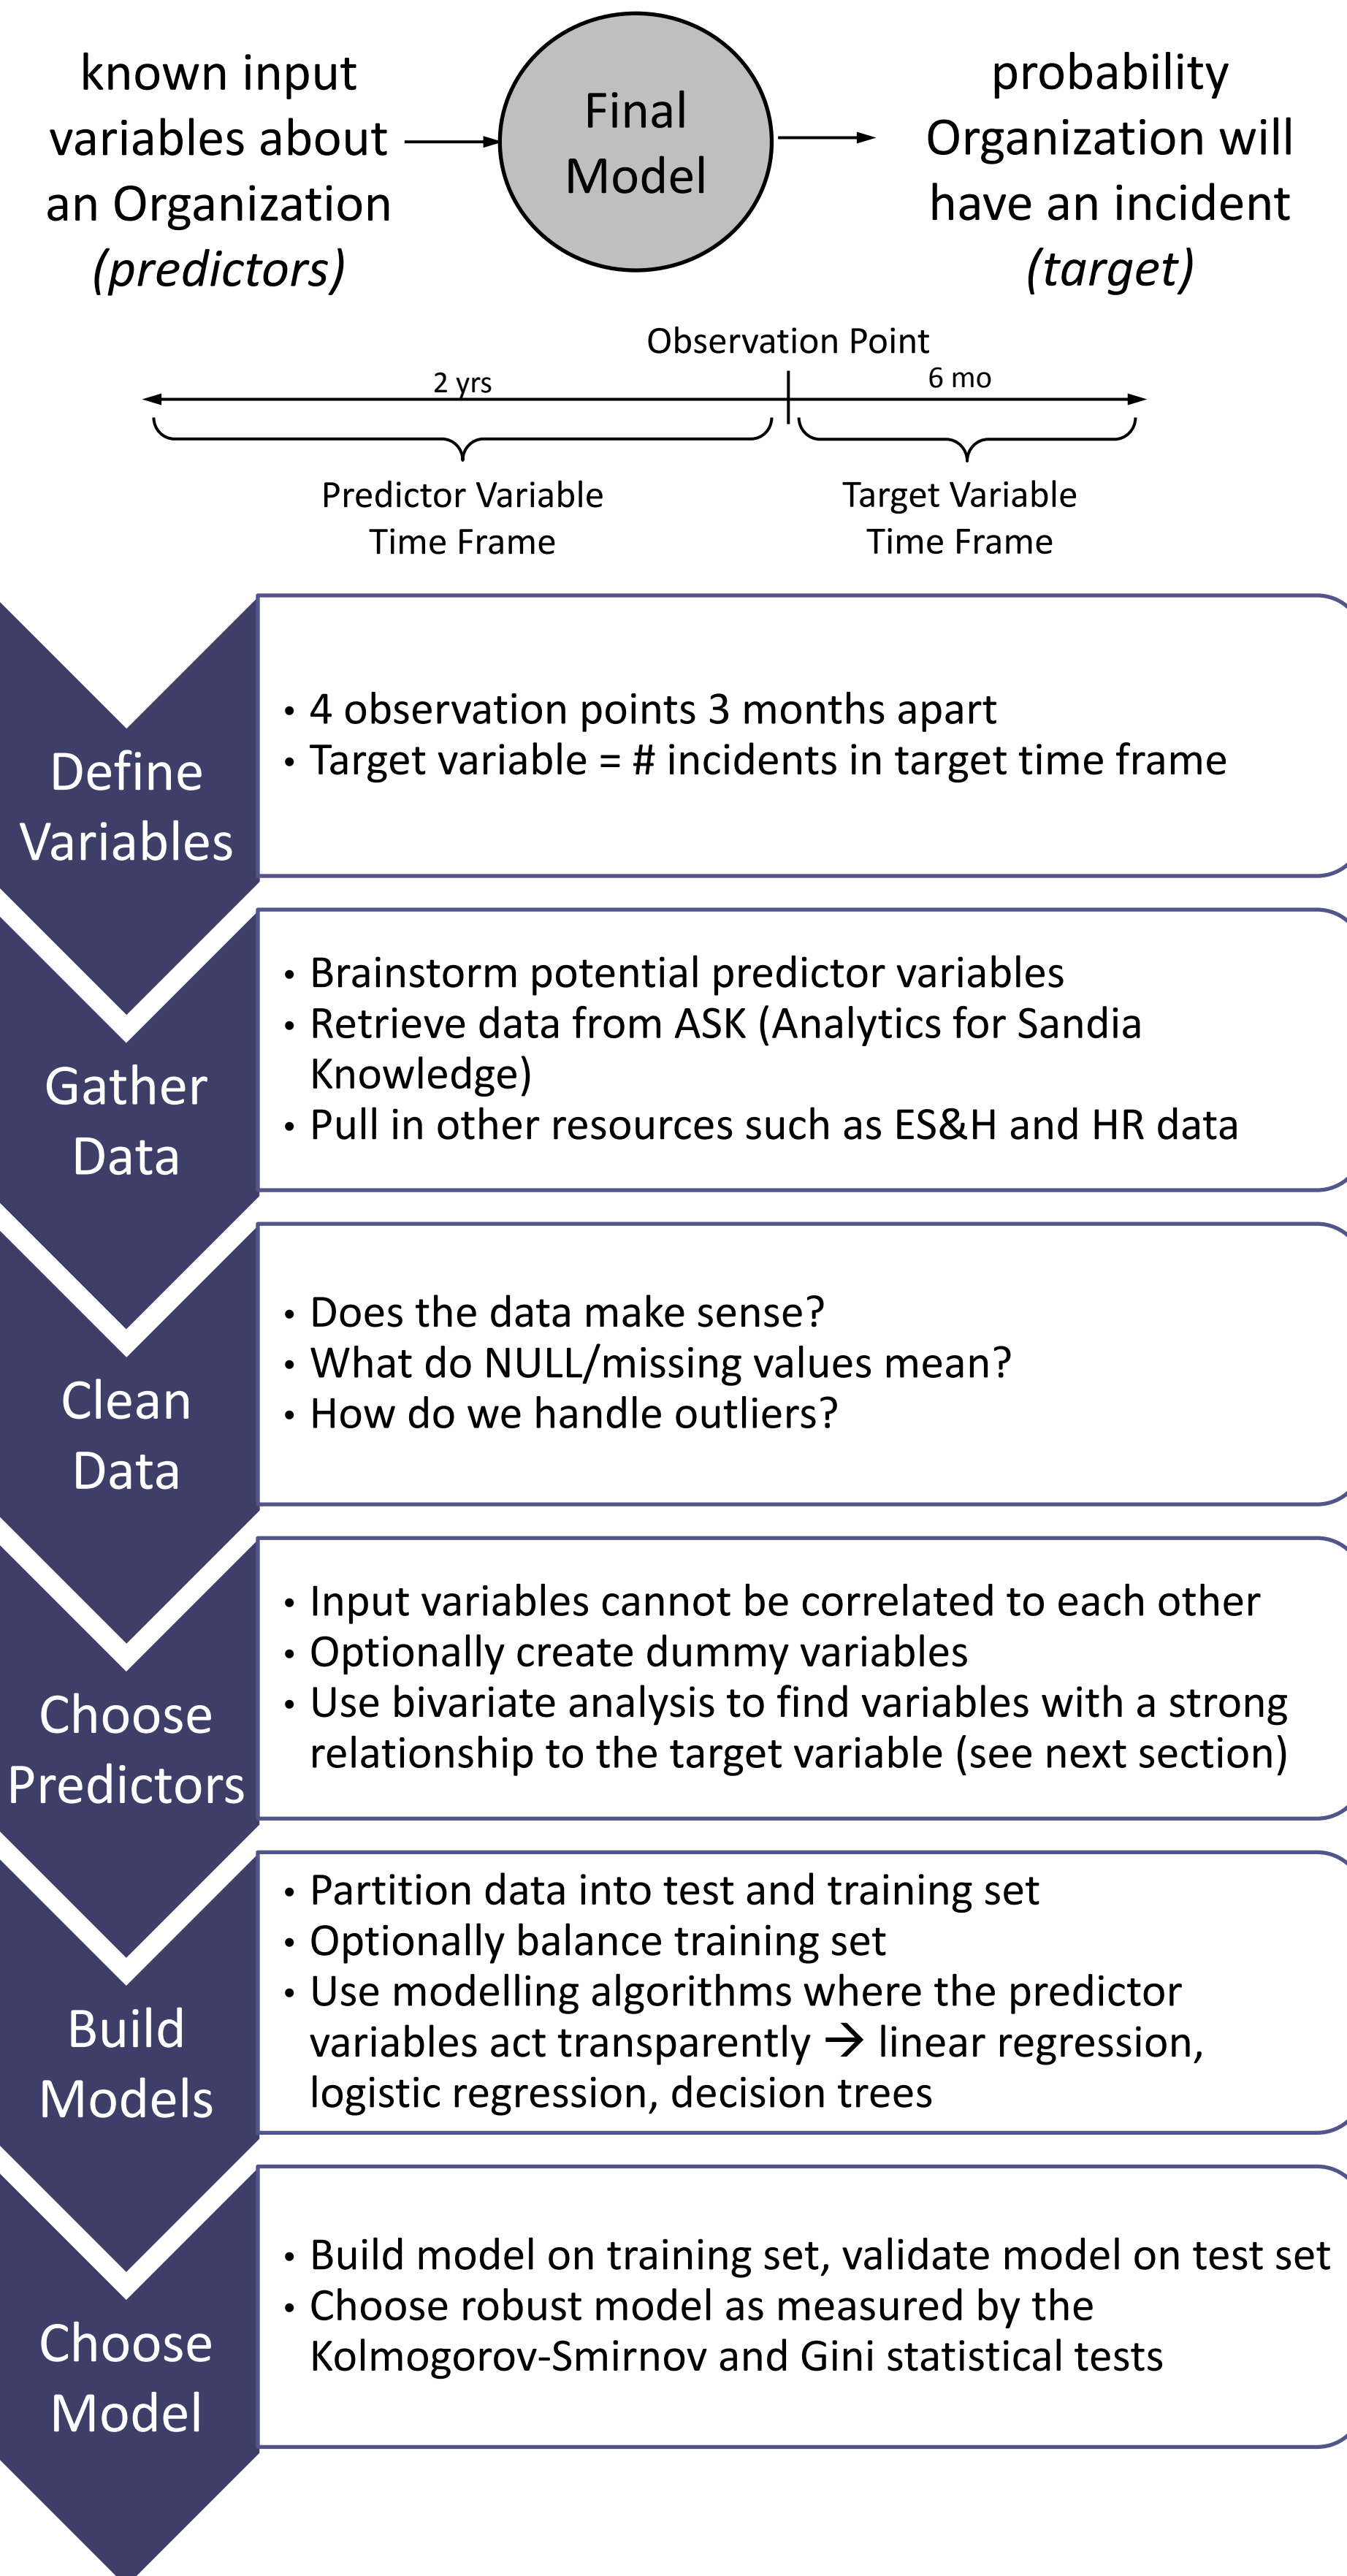 known input
variables about
an Organization
(predictors)
Final
Model
probability
Organization will
have an incident
(target)
Observation Point
2 yrs
6 mo
Predictor Variable
Time Frame
Target Variable
Time Frame
Define
Variables
• 4 observation points 3 months apart
• Target variable = # incidents in target time frame
Gather
Data
• Brainstorm potential predictor variables
• Retrieve data from ASK (Analytics for Sandia
Knowledge)
• Pull in other resources such as ES&H and HR data
Clean
Data
• Does the data make sense?
• What do NULL/missing values mean?
• How do we handle outliers?
Choose
Predictors
• Input variables cannot be correlated to each other
• Optionally create dummy variables
• Use bivariate analysis to find variables with a strong
relationship to the target variable (see next section)
Build
Models
• Partition data into test and training set
• Optionally balance training set
• Use modelling algorithms where the predictor
variables act transparently → linear regression,
logistic regression, decision trees
Choose
Model
• Build model on training set, validate model on test set
• Choose robust model as measured by the
Kolmogorov-Smirnov and Gini statistical tests